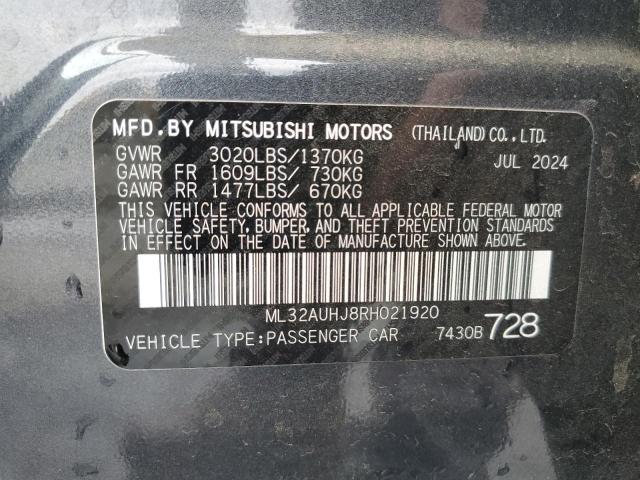 MFD.BY MITSUBISHI MOTORS (THAILAND)CO.,LTD.
GVWR 3020LBS/1370KG JUL 2024
GAWR FR 1609LBS/ 730KG
GAWR RR 1477LBS/ 670KG
THIS VEHICLE CONFORMS TO ALL APPLICABLE FEDERAL MOTOR
VEHICLE SAFETY, BUMPER, AND THEFT PREVENTION STANDARDS
IN EFFECT ON THE DATE OF MANUFACTURE SHOWN ABOVE.
ML32AUHJ8RH021920
VEHICLE TYPE:PASSENGER CAR 7430B 728